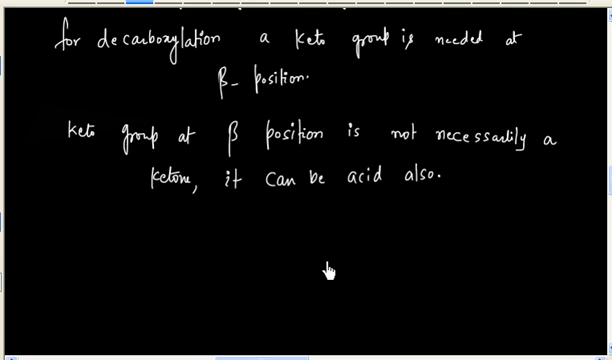 for decarboxylation a keto group is needed at
β- position.
keto group at β position is not necessarily a
ketone, it can be acid also.